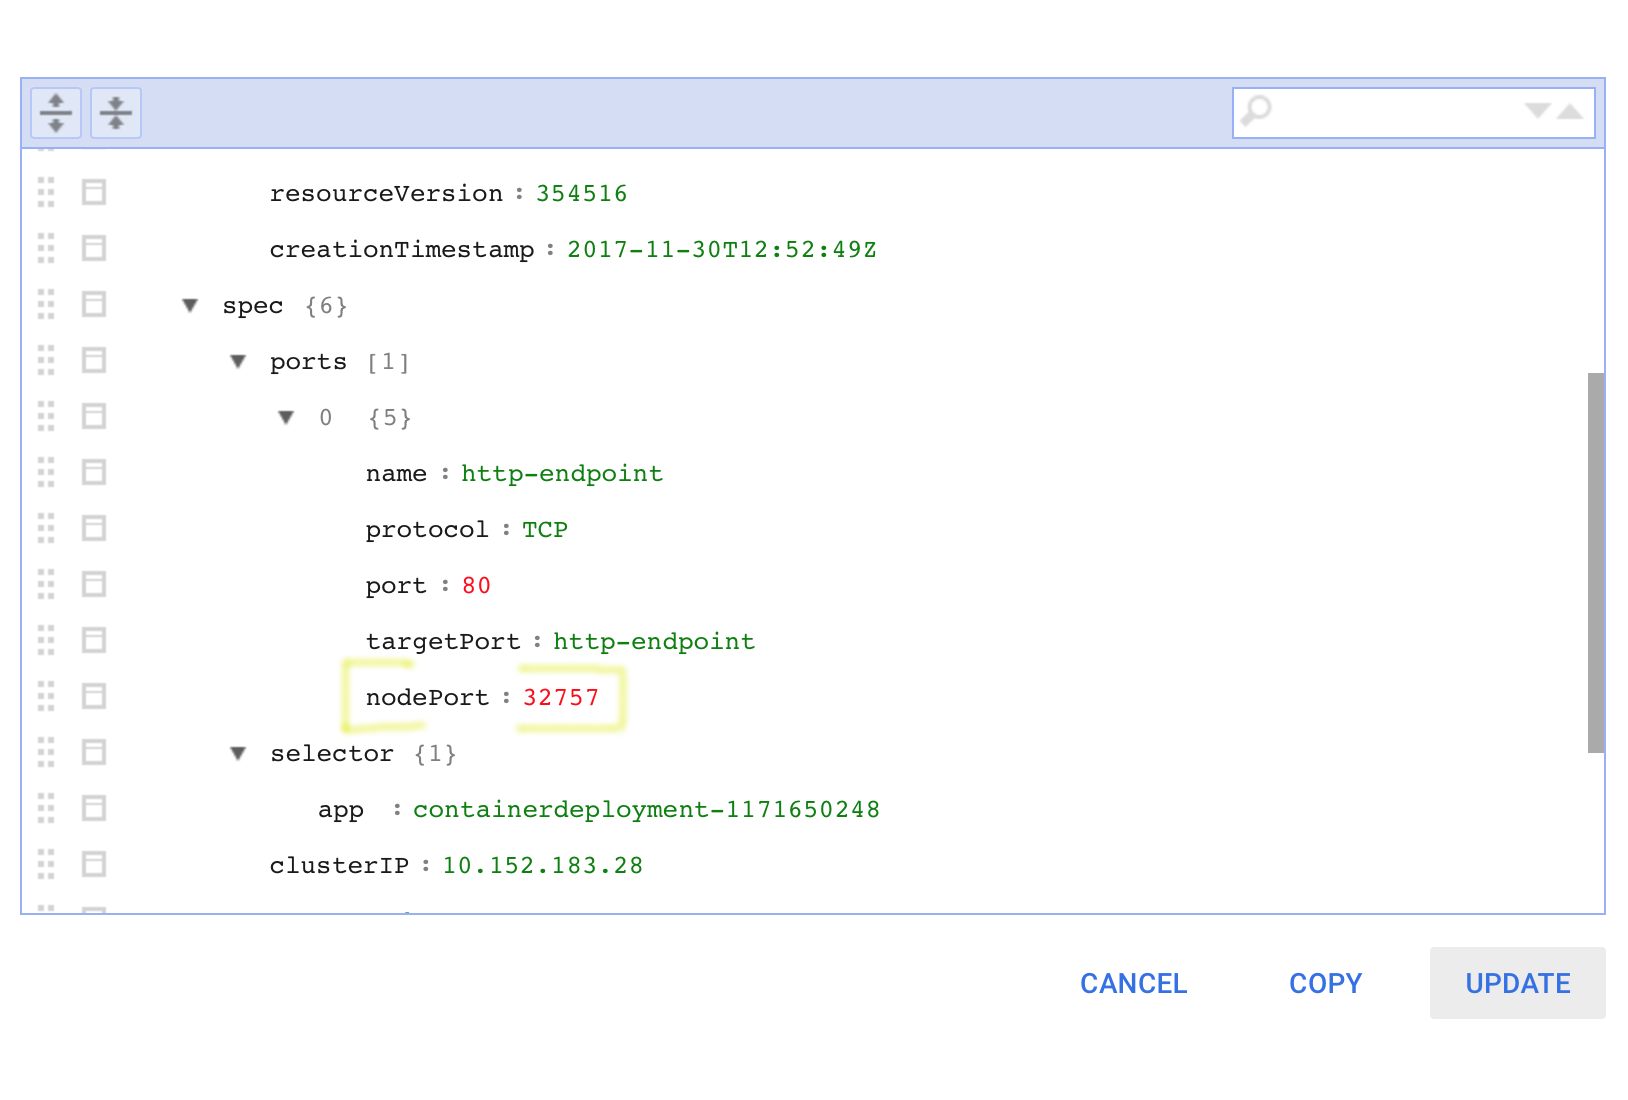 resourceVersion : 354516
creationTimestamp : 2017-11-30T12:52:49Z
spec {6}
ports [1]
0 {5}
name : http-endpoint
protocol : TCP
port : 80
targetPort : http-endpoint
nodePort : 32757
selector {1}
app : containerdeployment-1171650248
clusterIP : 10.152.183.28
CANCEL COPY UPDATE